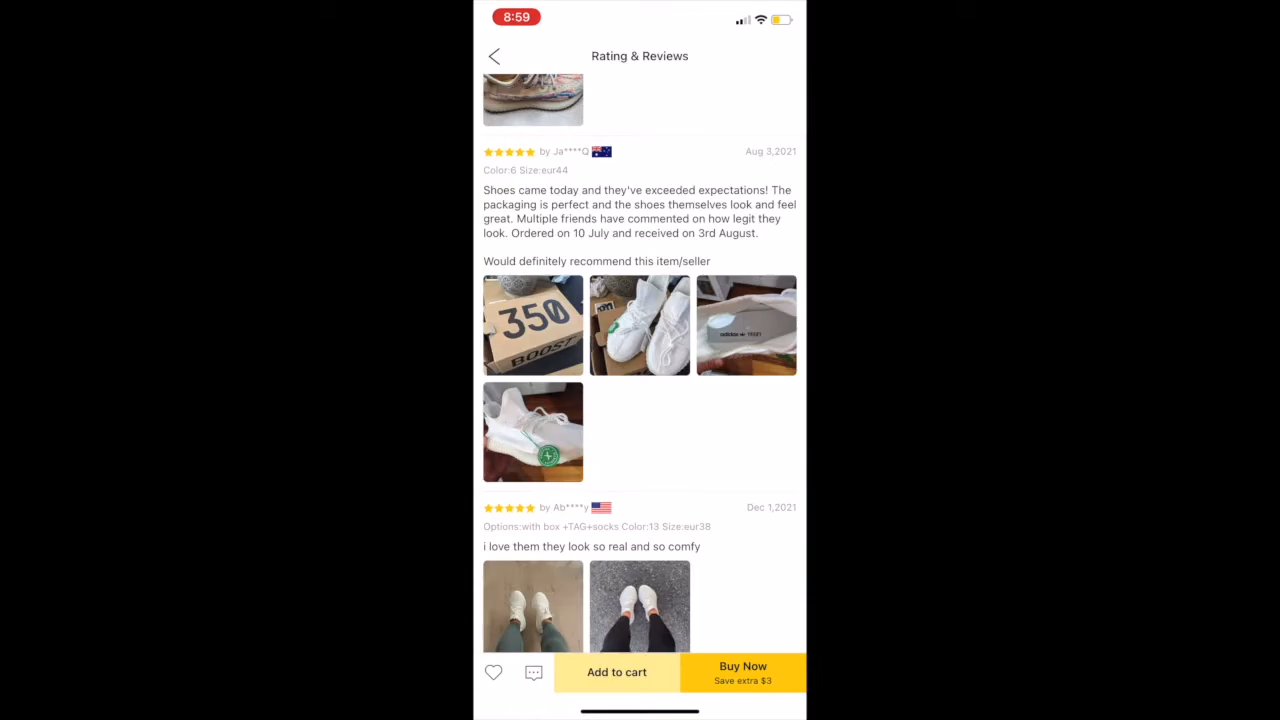 8:59
Rating & Reviews
by Ja****Q
Aug 3,2021
Color:6 Size:eur44
Shoes came today and they've exceeded expectations! The
packaging is perfect and the shoes themselves look and feel
great. Multiple friends have commented on how legit they
look. Ordered on 10 July and received on 3rd August.
Would definitely recommend this item/seller
350
BOOST
by Ab****y
Dec 1,2021
Options:with box +TAG+socks Color:13 Size:eur38
i love them they look so real and so comfy
Add to cart
Buy Now
Save extra $3